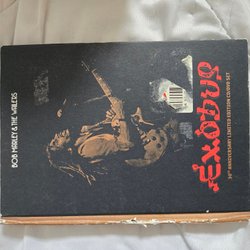 BOB MARLEY & THE WAILERS
EXODUS
30TH ANNIVERSARY LIMITED EDITION CD/DVD SET